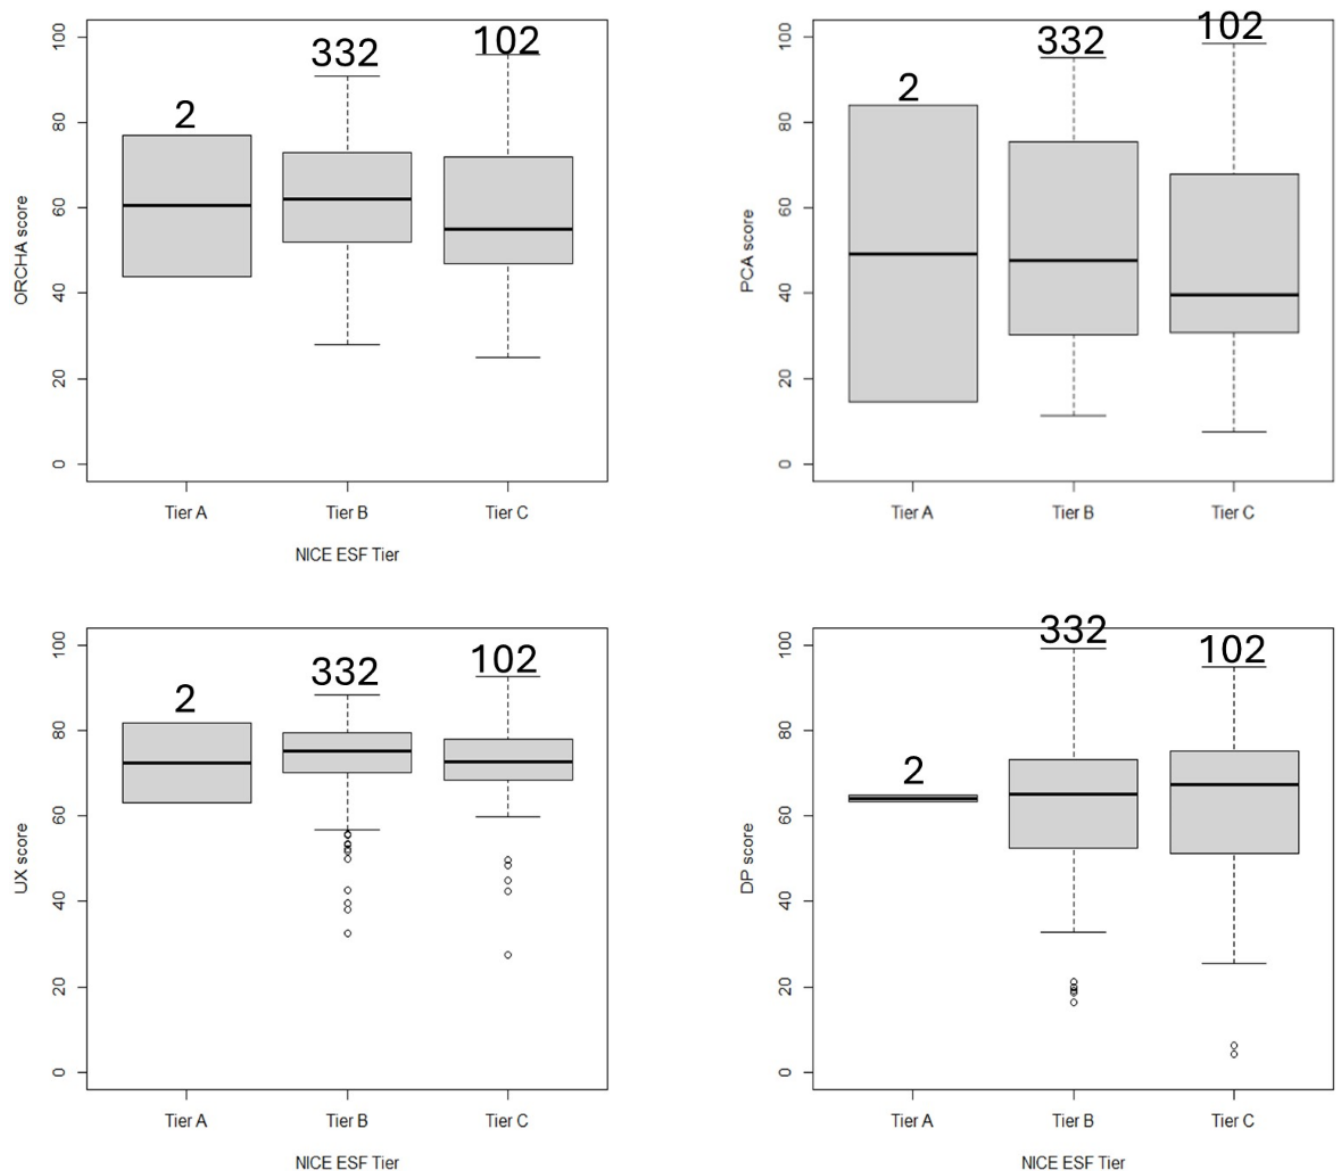 ORCHA score
100
80
60
40
20
0
2
332
102
Tier A
Tier B
Tier C
NICE ESF Tier
PCA score
100
80
60
40
20
0
2
332
102
Tier A
Tier B
Tier C
UX score
100
80
60
40
20
0
2
332
102
Tier A
Tier B
Tier C
NICE ESF Tier
DP score
100
80
60
40
20
0
2
332
102
Tier A
Tier B
Tier C
NICE ESF Tier